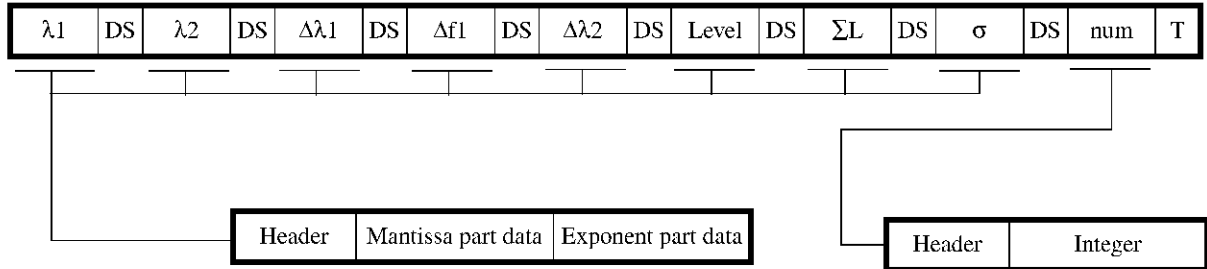 λ1 DS λ2 DS Δλ1 DS Δf1 DS Δλ2 DS Level DS ΣL DS σ DS num T
Header Mantissa part data Exponent part data
Header Integer